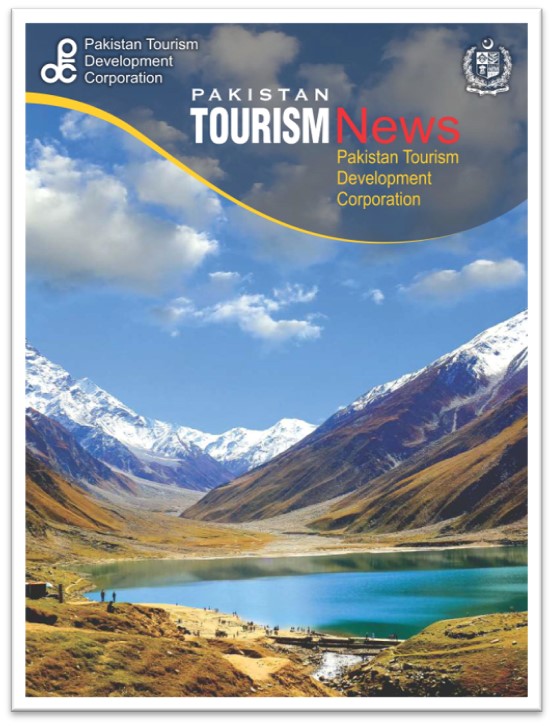 Pakistan Tourism
Development
Corporation
PAKISTAN
TOURISM News
Pakistan Tourism
Development
Corporation